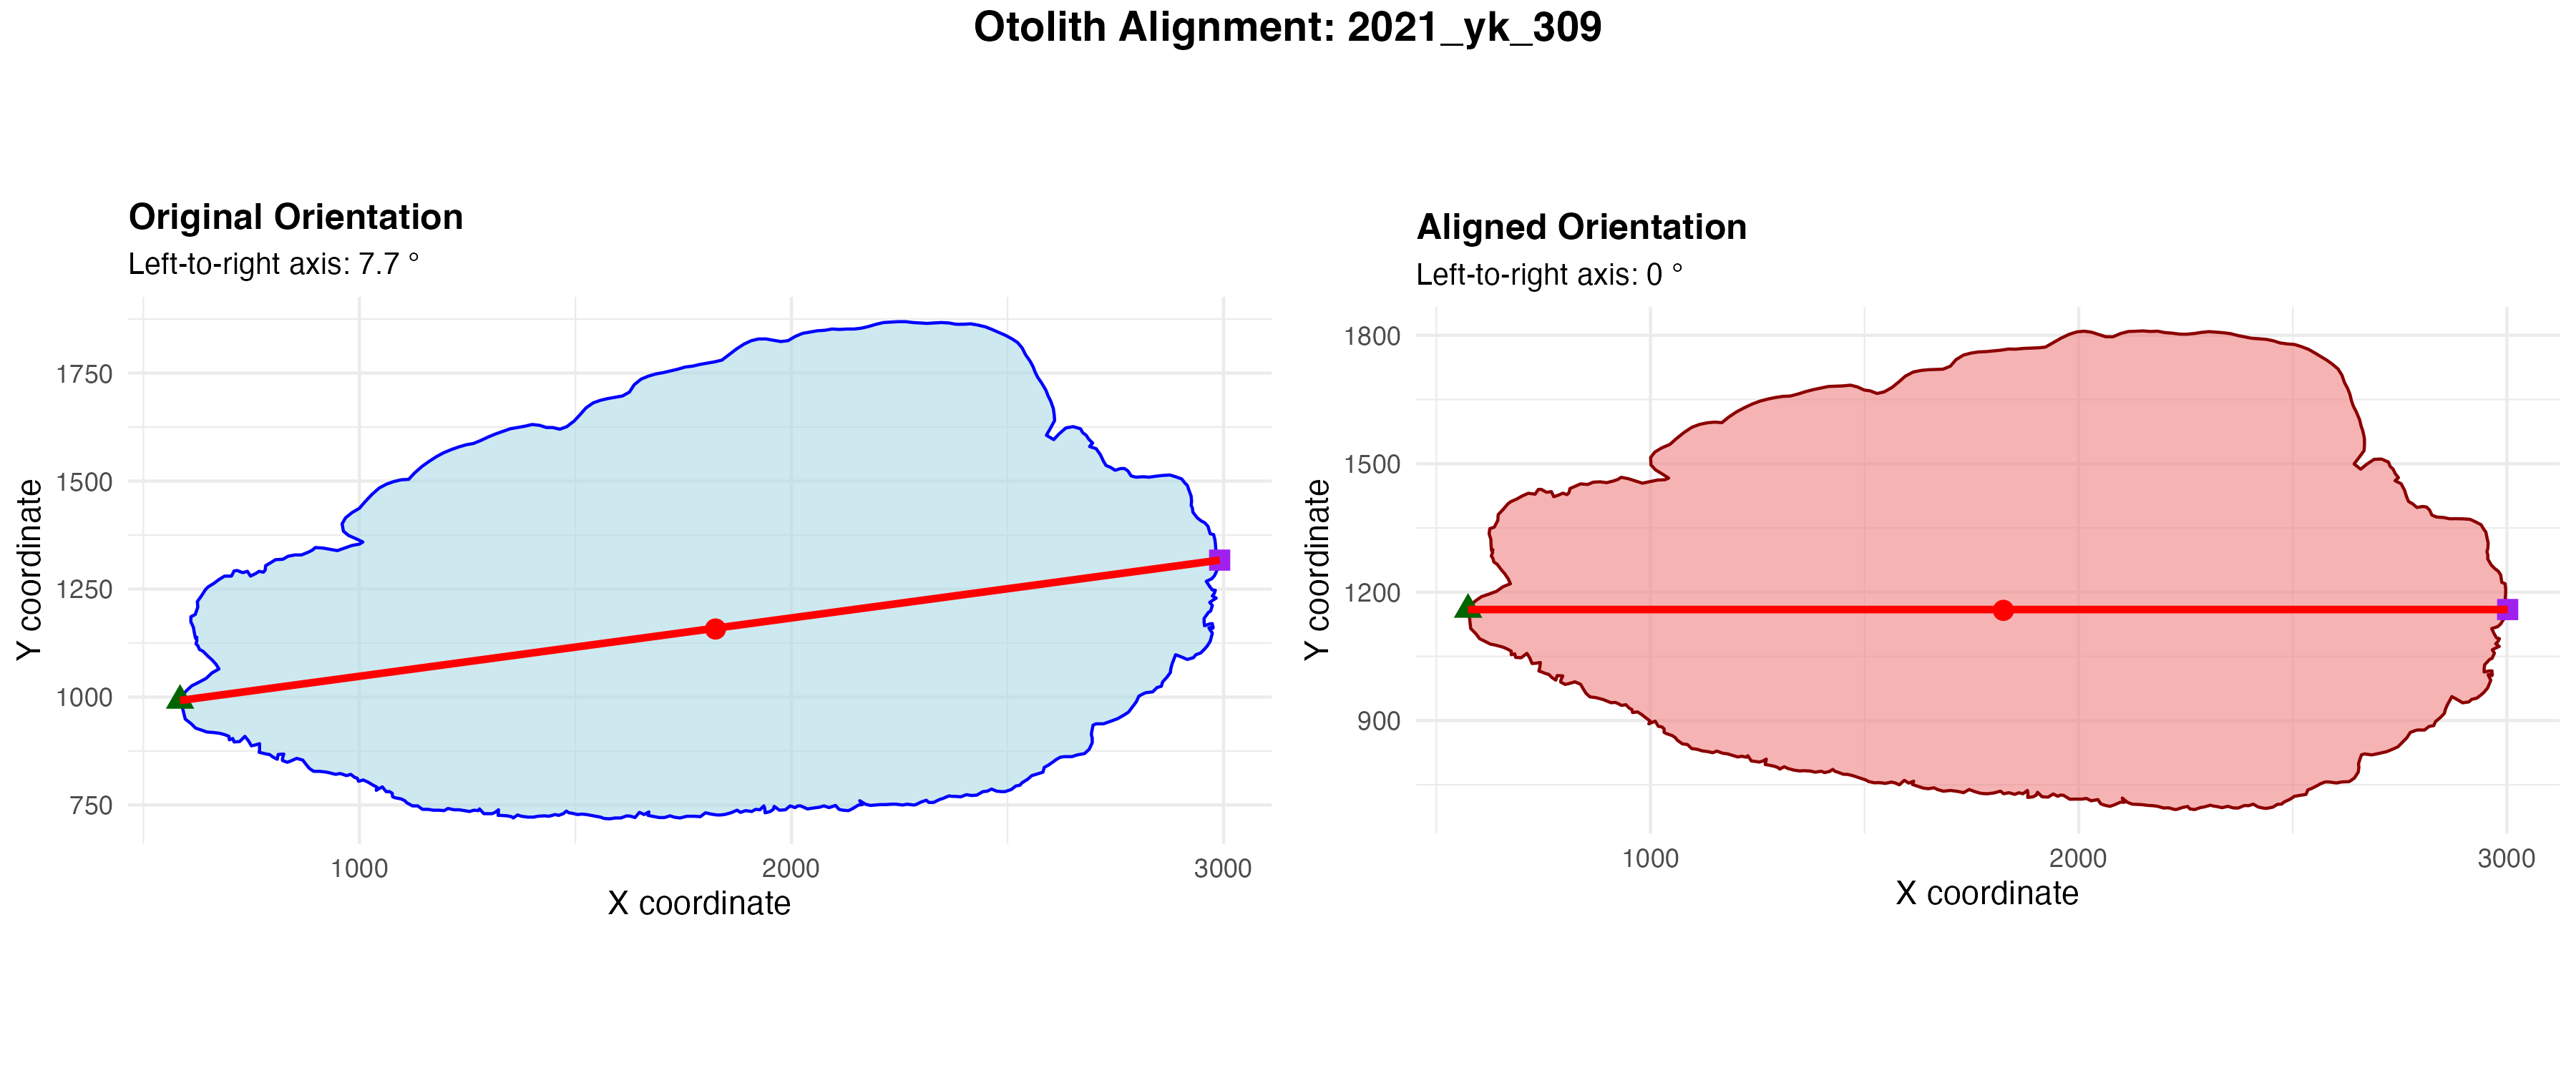 Otolith Alignment: 2021_yk_309
Original Orientation
Left-to-right axis: 7.7 °
1750
1500
1250
1000
750
Y coordinate
1000
2000
3000
X coordinate
Aligned Orientation
Left-to-right axis: 0 °
1800
1500
1200
900
Y coordinate
1000
2000
3000
X coordinate